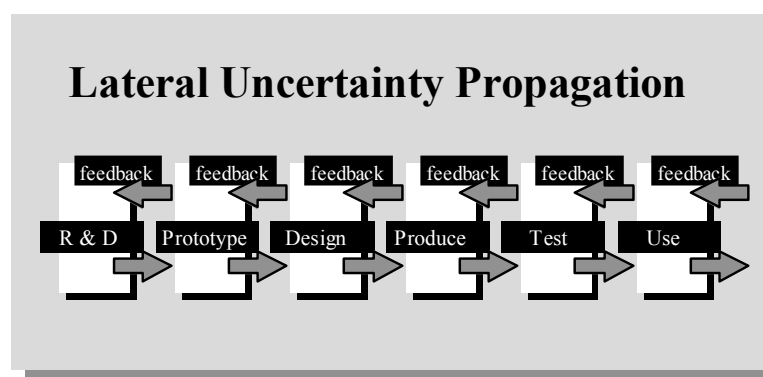 Lateral Uncertainty Propagation
feedback feedback feedback feedback feedback feedback
R & D Prototype Design Produce Test Use